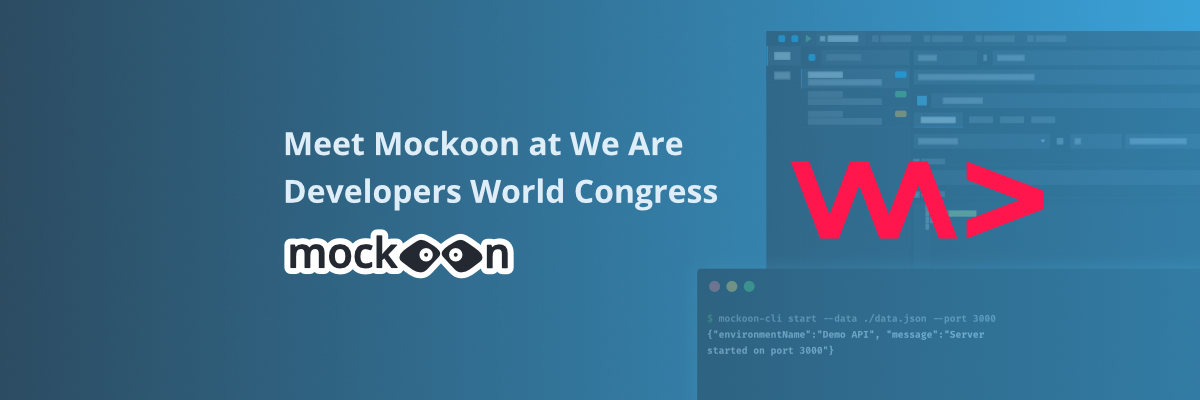 Meet Mockoon at We Are
Developers World Congress
mockoon
WA>
$ mockoon-cli start --data ./data.json --port 3000
{"environmentName":"Demo API", "message":"Server
started on port 3000"}